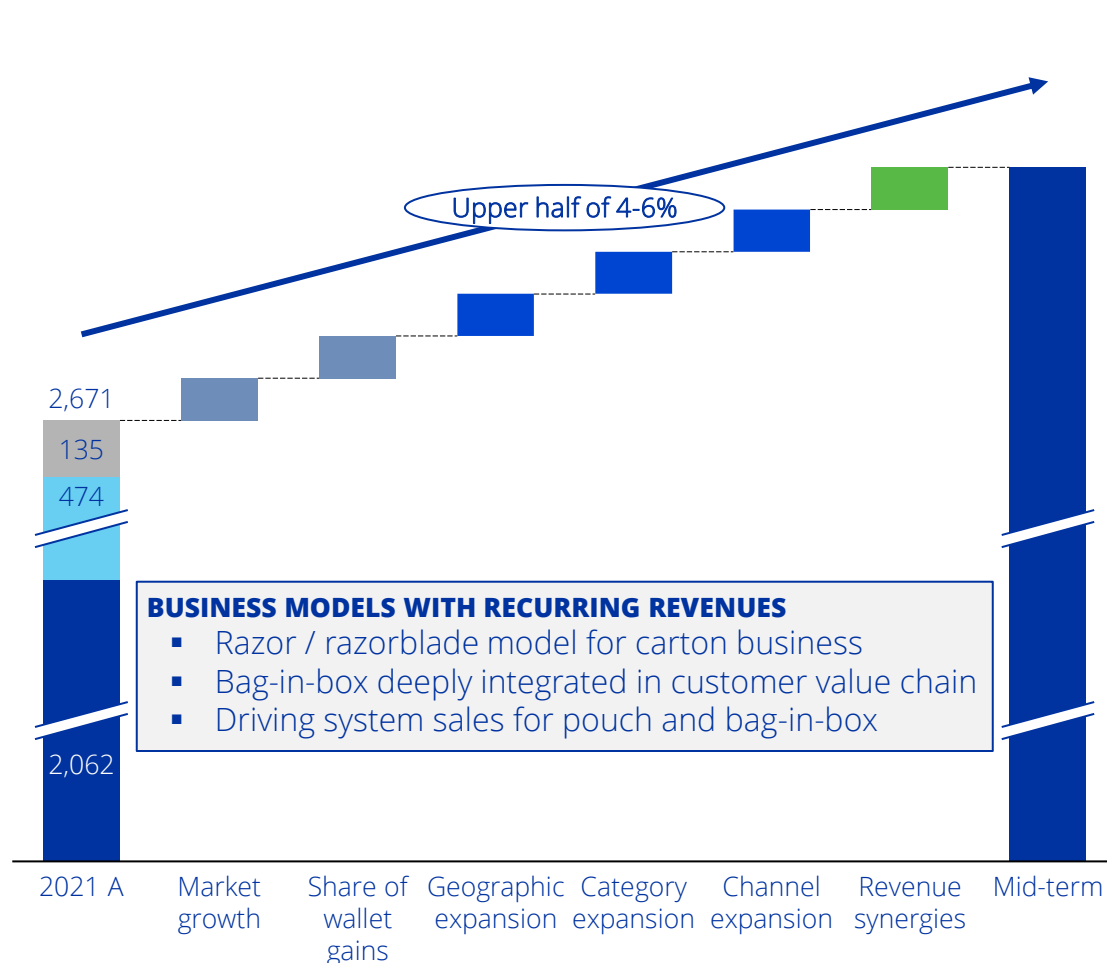 Upper half of 4-6%
2,671
135
474
BUSINESS MODELS WITH RECURRING REVENUES
▪ Razor / razorblade model for carton business
▪ Bag-in-box deeply integrated in customer value chain
▪ Driving system sales for pouch and bag-in-box
2,062
2021 A
Market
growth
Share of
wallet
gains
Geographic
expansion
Category
expansion
Channel
expansion
Revenue
synergies
Mid-term